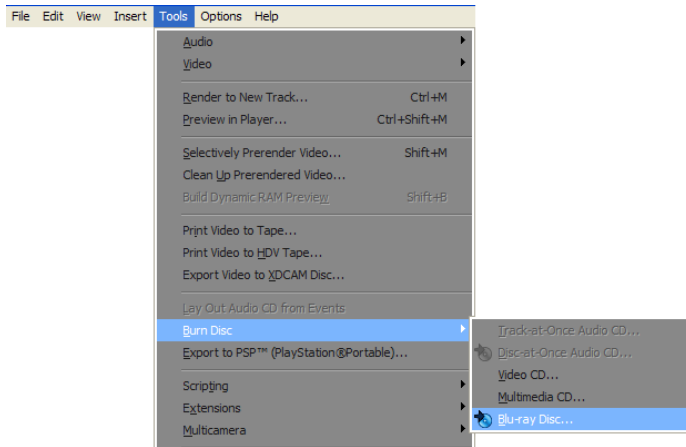 File Edit View Insert Tools Options Help
Audio
Video
Render to New Track... Ctrl+M
Preview in Player... Ctrl+Shift+M
Selectively Prerender Video... Shift+M
Clean Up Prerendered Video...
Build Dynamic RAM Preview Shift+B
Print Video to Tape...
Print Video to HDV Tape...
Export Video to XDCAM Disc...
Lay Out Audio CD from Events
Burn Disc
Track-at-Once Audio CD...
Export to PSP™ (PlayStation®Portable)...
Disc-at-Once Audio CD...
Video CD...
Scripting
Multimedia CD...
Extensions
Blu-ray Disc...
Multicamera